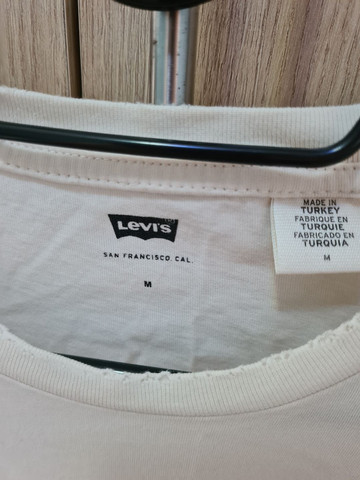 Levi's
SAN FRANCISCO. CAL.
M
MADE IN
TURKEY
FABRIQUE EN
TURQUIE
FABRICADO EN
TURQUIA
M